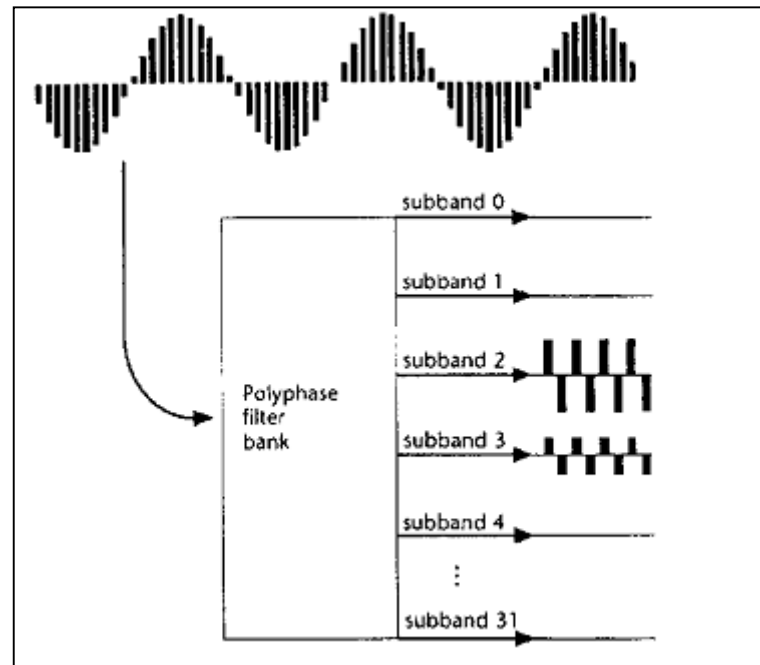 subband 0
subband 1
subband 2
Polyphase
filter
bank
subband 3
subband 4
⋮
subband 31